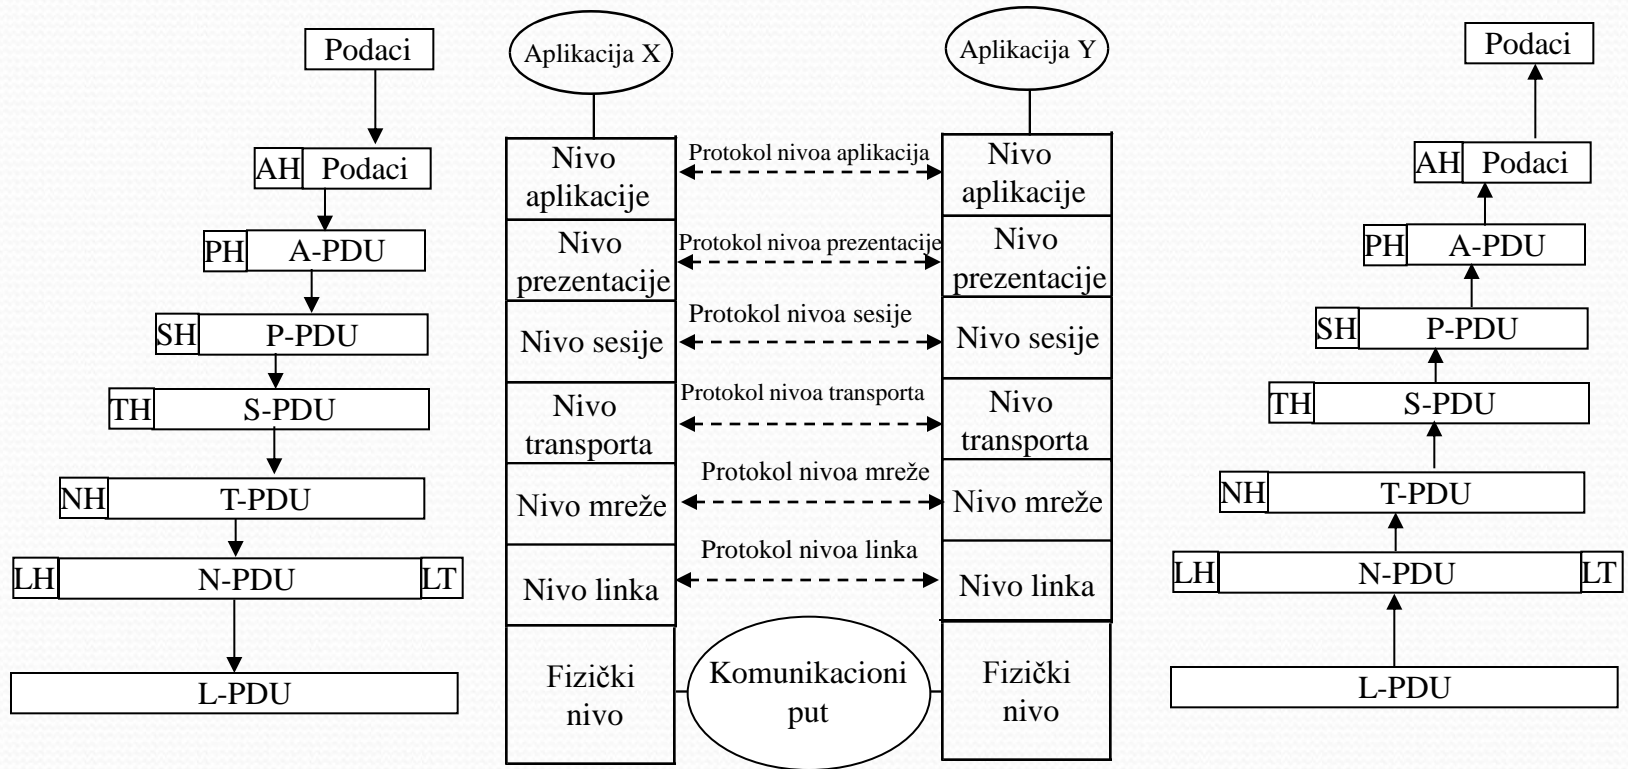 Podaci
AH Podaci
PH A-PDU
SH P-PDU
TH S-PDU
NH T-PDU
LH N-PDU LT
L-PDU
Aplikacija X
Nivo
aplikacije
Nivo
prezentacije
Nivo sesije
Nivo
transporta
Nivo mreže
Nivo linka
Fizički
nivo
Protokol nivoa aplikacija
Protokol nivoa prezentacije
Protokol nivoa sesije
Protokol nivoa transporta
Protokol nivoa mreže
Protokol nivoa linka
Komunikacioni
put
Aplikacija Y
Nivo
aplikacije
Nivo
prezentacije
Nivo sesije
Nivo
transporta
Nivo mreže
Nivo linka
Fizički
nivo
Podaci
AH Podaci
PH A-PDU
SH P-PDU
TH S-PDU
NH T-PDU
LH N-PDU LT
L-PDU